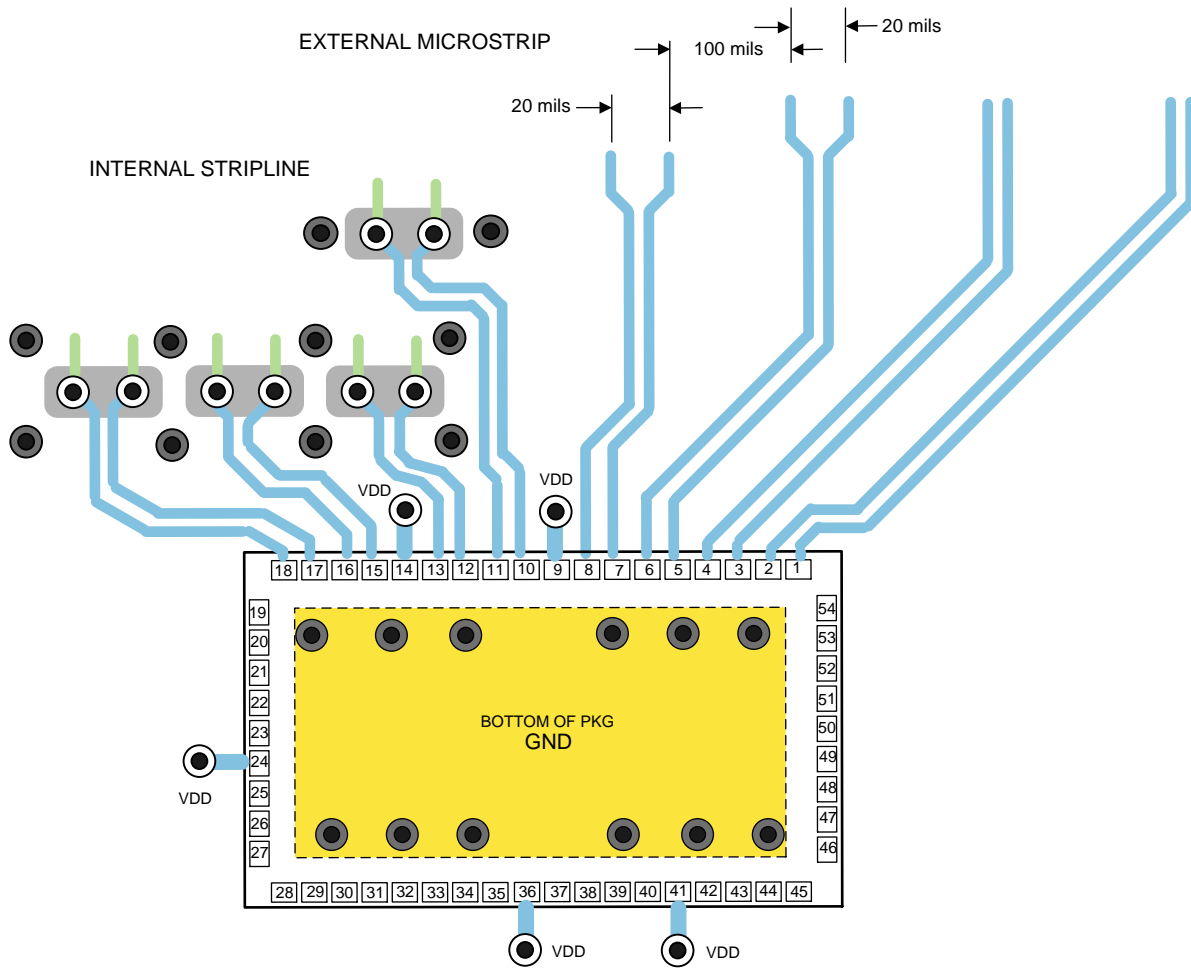 EXTERNAL MICROSTRIP
20 mils
100 mils
20 mils
INTERNAL STRIPLINE
VDD
VDD
18 17 16 15 14 13 12 11 10 9 8 7 6 5 4 3 2 1
19
20
21
22
23
24
25
26
27
54
53
52
51
50
49
48
47
46
BOTTOM OF PKG
GND
VDD
28 29 30 31 32 33 34 35 36 37 38 39 40 41 42 43 44 45
VDD
VDD